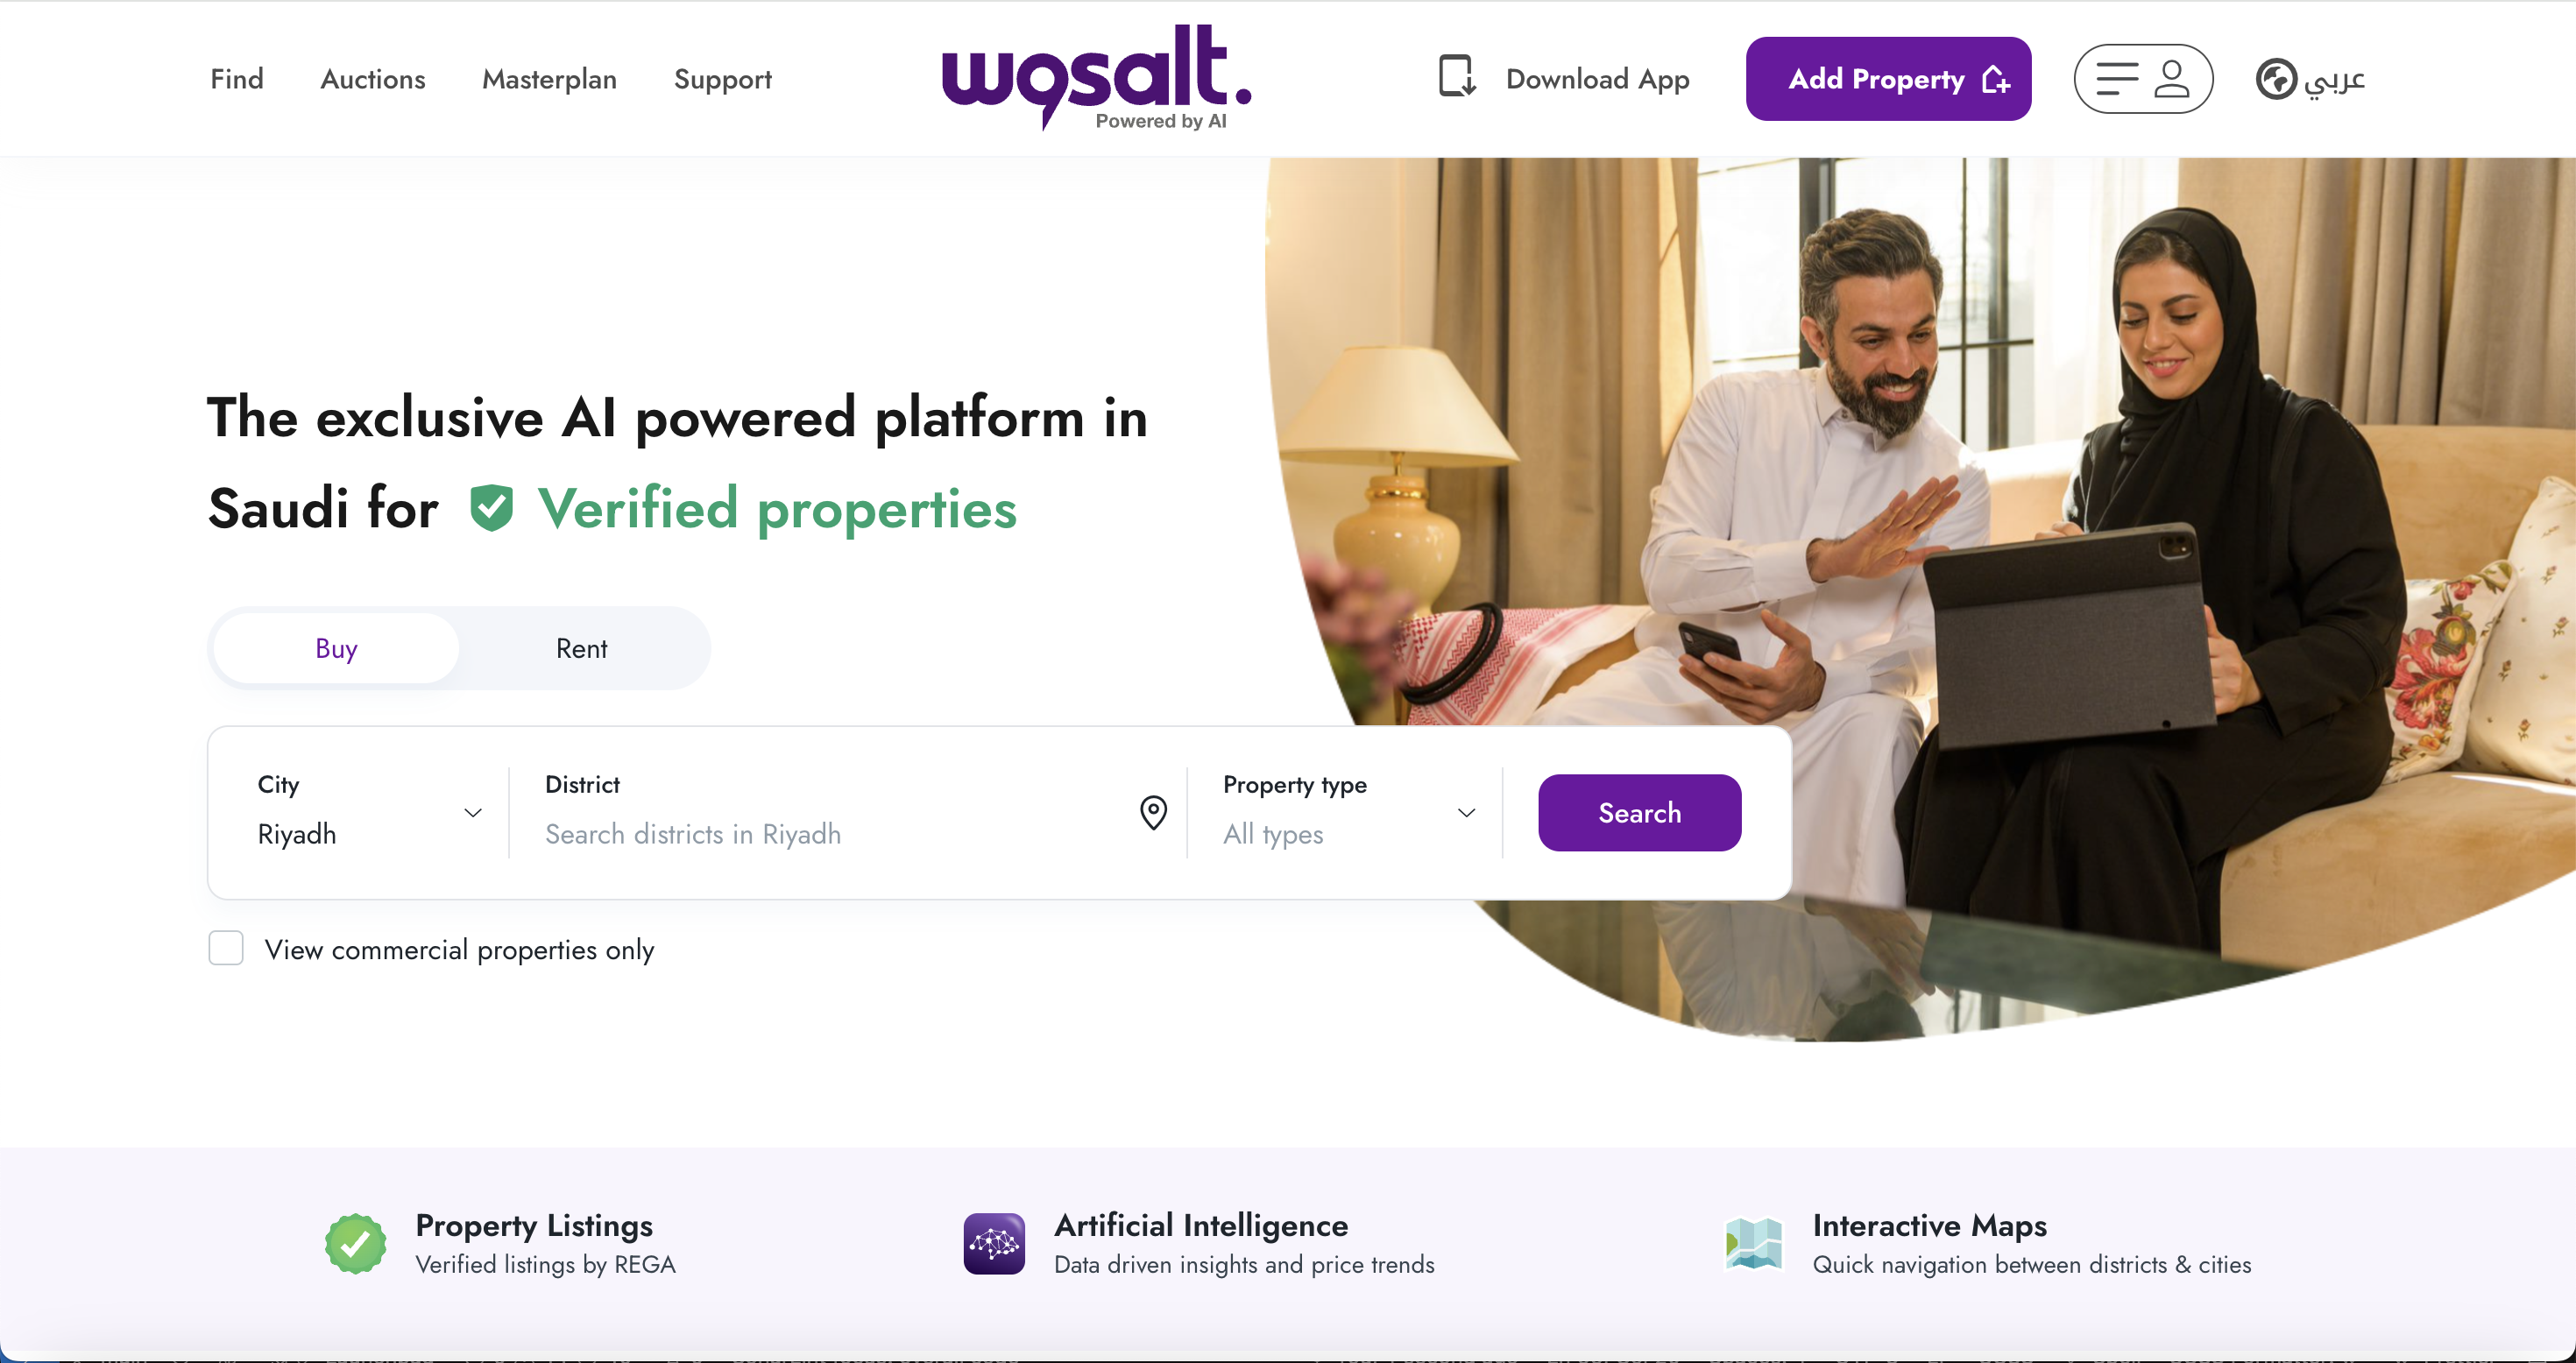 Find
Auctions
Masterplan
Support
wosalt.
Powered by AI
Download App
Add Property
عربي
The exclusive AI powered platform in
Saudi for Verified properties
Buy
Rent
City
Riyadh
District
Search districts in Riyadh
Property type
All types
Search
View commercial properties only
Property Listings
Verified listings by REGA
Artificial Intelligence
Data driven insights and price trends
Interactive Maps
Quick navigation between districts & cities